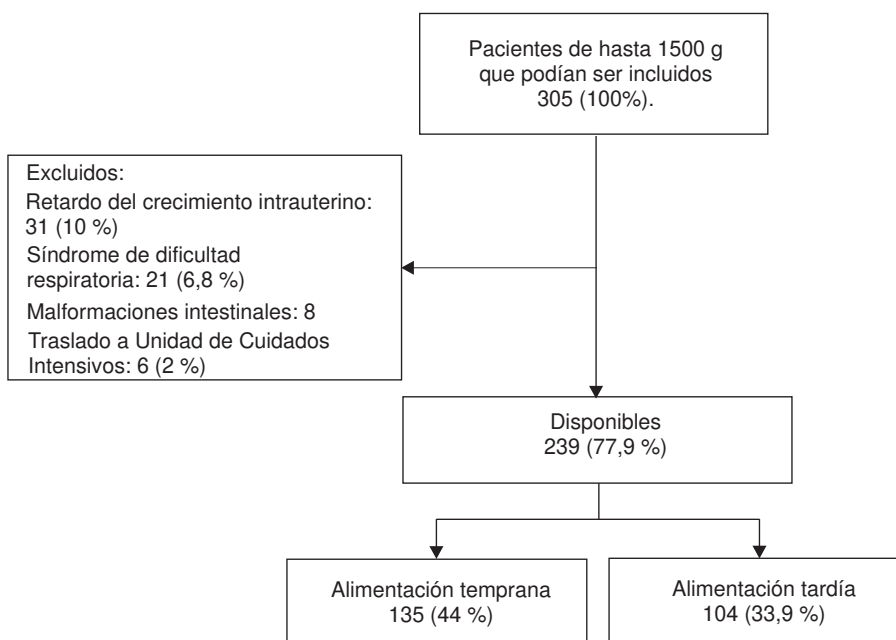 Pacientes de hasta 1500 g
que podían ser incluidos
305 (100%).
Excluidos:
Retardo del crecimiento intrauterino:
31 (10 %)
Síndrome de dificultad
respiratoria: 21 (6,8 %)
Malformaciones intestinales: 8
Traslado a Unidad de Cuidados
Intensivos: 6 (2 %)
Disponibles
239 (77,9 %)
Alimentación temprana
135 (44 %)
Alimentación tardía
104 (33,9 %)